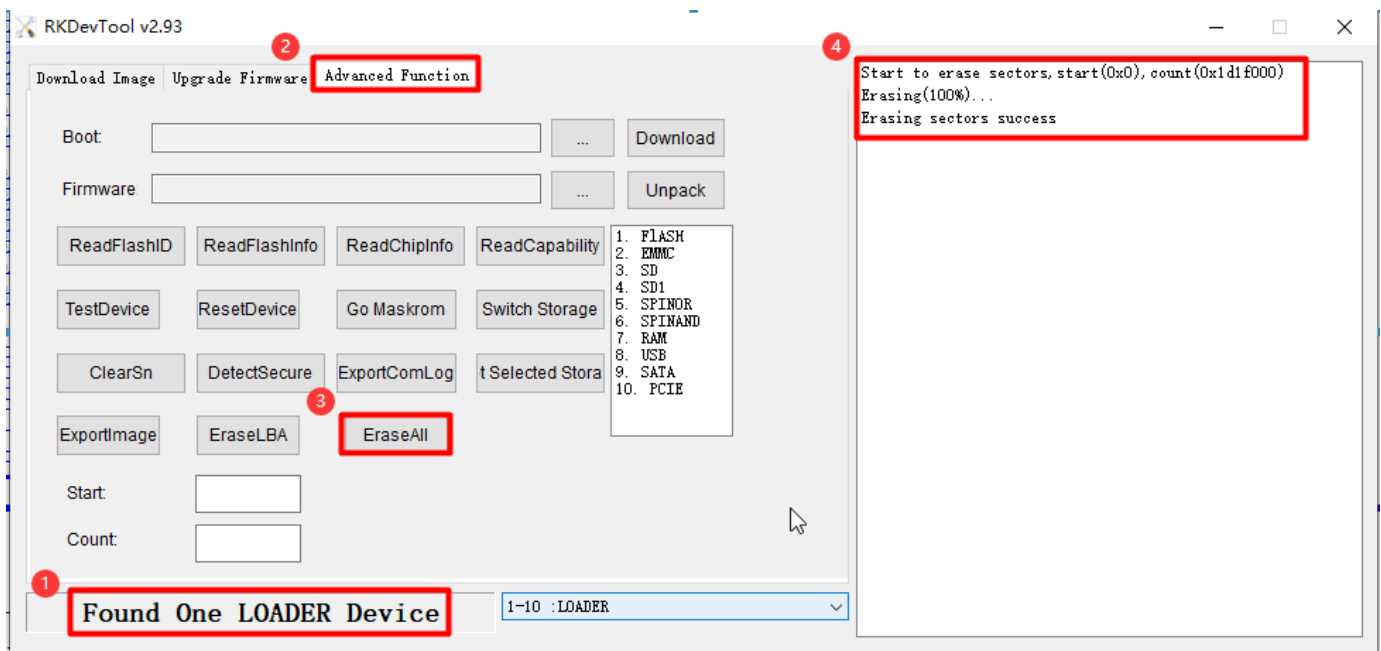 RKDevTool v2.93
2
4
Download Image
Upgrade Firmware
Advanced Function
Start to erase sectors,start(0x0),count(0x1d1f000)
Erasing(100%)...
Erasing sectors success
Boot:
...
Download
Firmware
...
Unpack
ReadFlashID
ReadFlashInfo
ReadChipInfo
ReadCapability
1. FlASH
2. EMMC
3. SD
4. SD1
5. SPINOR
6. SPINAND
7. RAM
8. USB
9. SATA
10. PCIE
TestDevice
ResetDevice
Go Maskrom
Switch Storage
ClearSn
DetectSecure
ExportComLog
t Selected Stora
3
ExportImage
EraseLBA
EraseAll
Start:
Count:
1
Found One LOADER Device
1-10 :LOADER